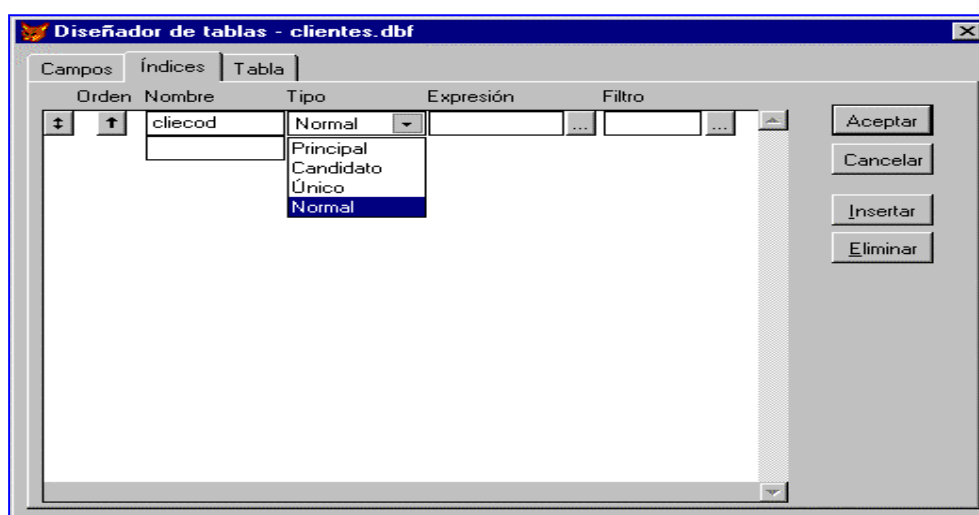 Diseñador de tablas - clientes.dbf
Campos Índices Tabla
Orden Nombre Tipo Expresión Filtro
cliecod Normal ... ...
Principal
Candidato
Único
Normal
Aceptar
Cancelar
Insertar
Eliminar